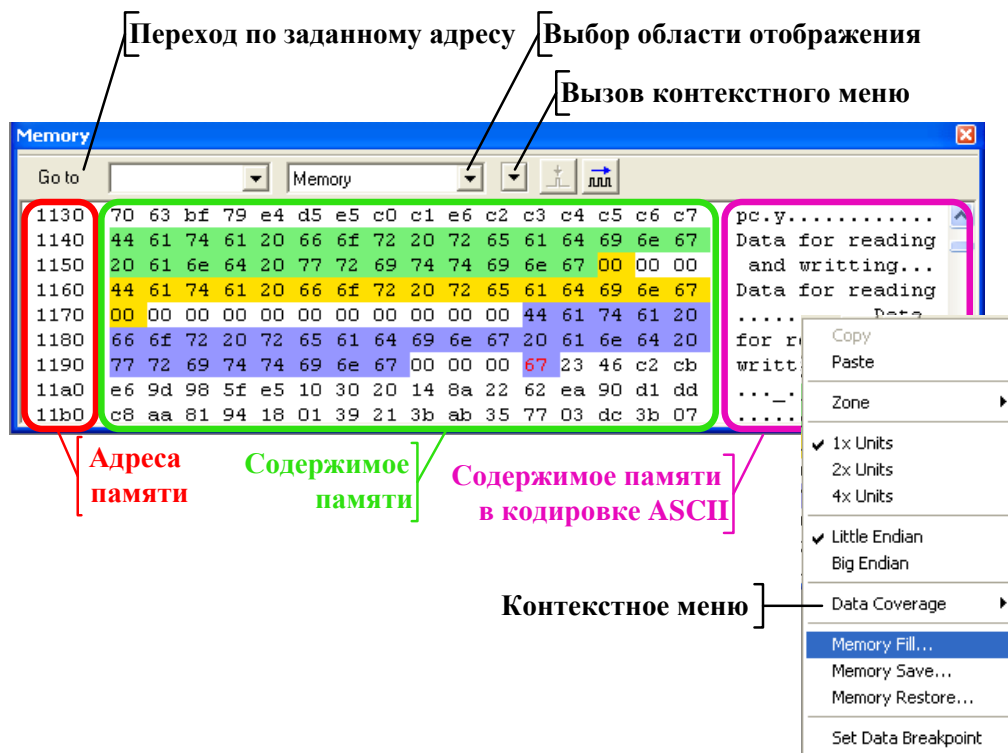 Переход по заданному адресу
Выбор области отображения
Вызов контекстного меню
Memory
Go to Memory
1130 70 63 bf 79 e4 d5 e5 c0 c1 e6 c2 c3 c4 c5 c6 c7 pc.y............
1140 44 61 74 61 20 66 6f 72 20 72 65 61 64 69 6e 67 Data for reading
1150 20 61 6e 64 20 77 72 69 74 74 69 6e 67 00 00 00 and writting...
1160 44 61 74 61 20 66 6f 72 20 72 65 61 64 69 6e 67 Data for reading
1170 00 00 00 00 00 00 00 00 00 00 00 44 61 74 61 20 ...... Data
1180 66 6f 72 20 72 65 61 64 69 6e 67 20 61 6e 64 20 for r
1190 77 72 69 74 74 69 6e 67 00 00 00 67 23 46 c2 cb writt
11a0 e6 9d 98 5f e5 10 30 20 14 8a 22 62 ea 90 d1 dd ..._.
11b0 c8 aa 81 94 18 01 39 21 3b ab 35 77 03 dc 3b 07 .....
Адреса
памяти
Содержимое
памяти
Содержимое памяти
в кодировке ASCII
Контекстное меню
Copy
Paste
Zone
1x Units
2x Units
4x Units
Little Endian
Big Endian
Data Coverage
Memory Fill...
Memory Save...
Memory Restore...
Set Data Breakpoint